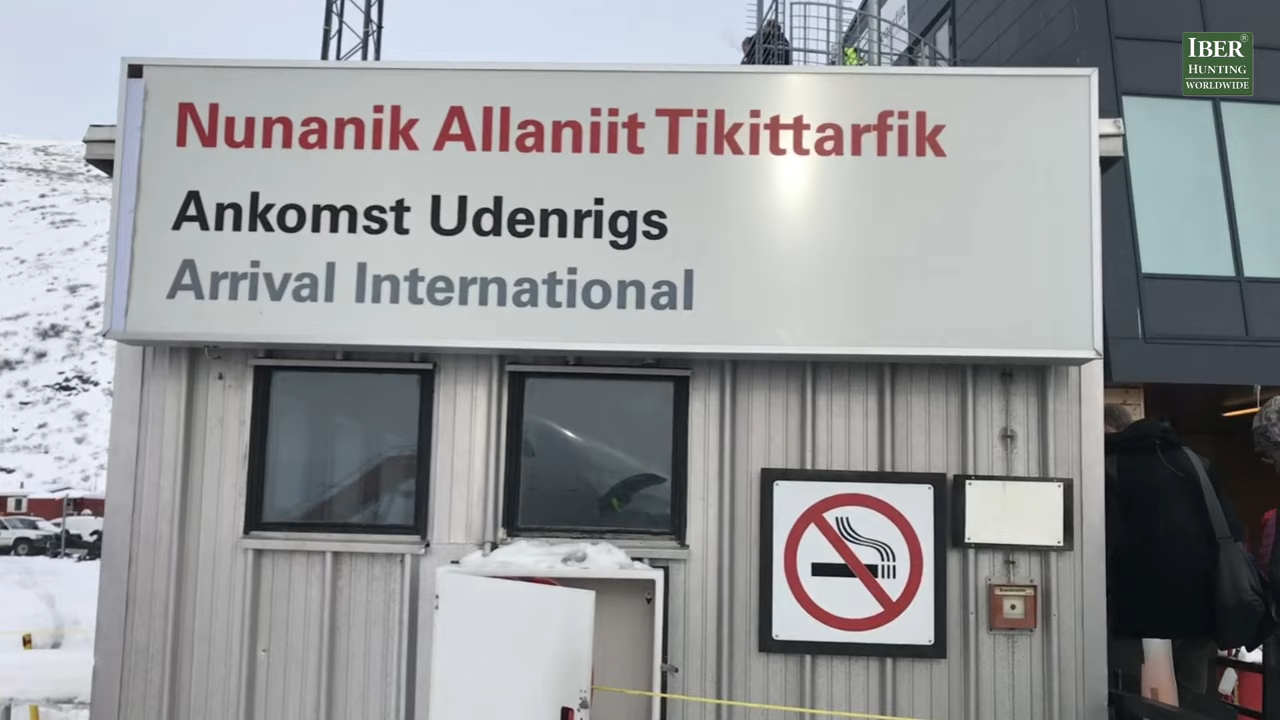 Nunanik Allaniit Tikittarfik
Ankomst Udenrigs
Arrival International
IBER®
HUNTING
WORLDWIDE